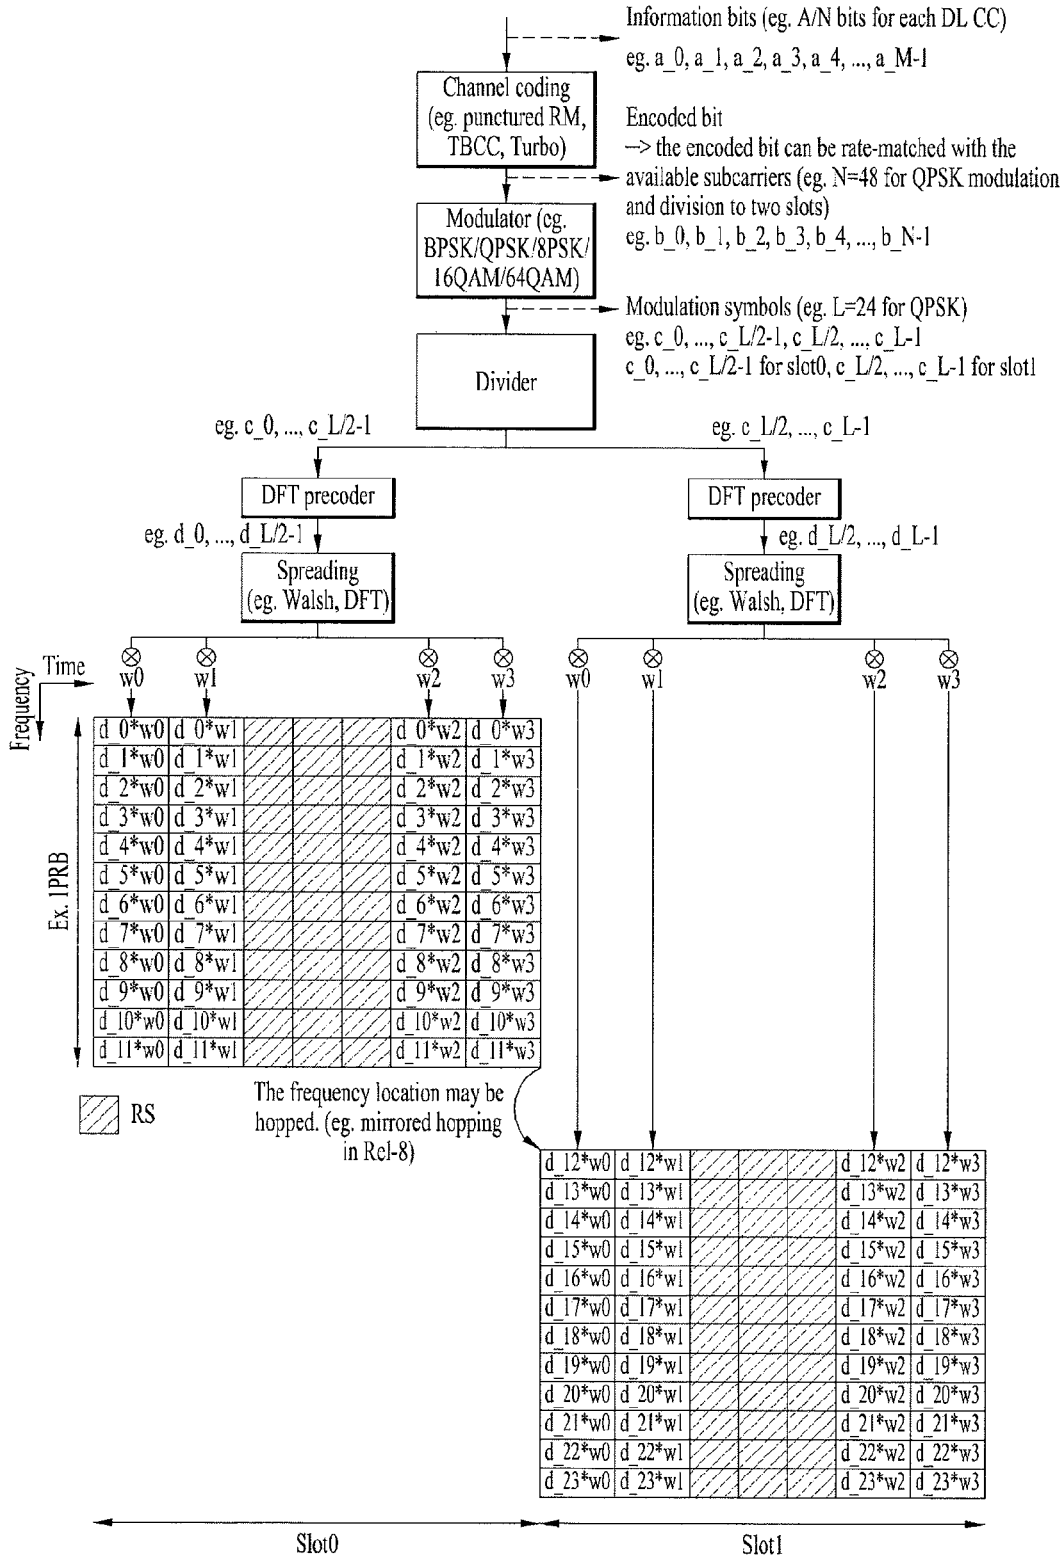 Information bits (eg. A/N bits for each DL CC)
eg. a_0, a_1, a_2, a_3, a_4, ..., a_M-1
Channel coding
(eg. punctured RM,
TBCC, Turbo)
Encoded bit
--> the encoded bit can be rate-matched with the
available subcarriers (eg. N=48 for QPSK modulation
and division to two slots)
eg. b_0, b_1, b_2, b_3, b_4, ..., b_N-1
Modulator (eg.
BPSK/QPSK/8PSK/
16QAM/64QAM)
Modulation symbols (eg. L=24 for QPSK)
eg. c_0, ..., c_L/2-1, c_L/2, ..., c_L-1
c_0, ..., c_L/2-1 for slot0, c_L/2, ..., c_L-1 for slot1
Divider
eg. c_0, ..., c_L/2-1
eg. c_L/2, ..., c_L-1
DFT precoder
DFT precoder
eg. d_0, ..., d_L/2-1
eg. d_L/2, ..., d_L-1
Spreading
(eg. Walsh, DFT)
Spreading
(eg. Walsh, DFT)
Time
Frequency
w0 w1 w2 w3
w0 w1 w2 w3
Ex. 1PRB
d_0*w0 d_0*w1 d_0*w2 d_0*w3
d_1*w0 d_1*w1 d_1*w2 d_1*w3
d_2*w0 d_2*w1 d_2*w2 d_2*w3
d_3*w0 d_3*w1 d_3*w2 d_3*w3
d_4*w0 d_4*w1 d_4*w2 d_4*w3
d_5*w0 d_5*w1 d_5*w2 d_5*w3
d_6*w0 d_6*w1 d_6*w2 d_6*w3
d_7*w0 d_7*w1 d_7*w2 d_7*w3
d_8*w0 d_8*w1 d_8*w2 d_8*w3
d_9*w0 d_9*w1 d_9*w2 d_9*w3
d_10*w0 d_10*w1 d_10*w2 d_10*w3
d_11*w0 d_11*w1 d_11*w2 d_11*w3
RS
The frequency location may be
hopped. (eg. mirrored hopping
in Rel-8)
d_12*w0 d_12*w1 d_12*w2 d_12*w3
d_13*w0 d_13*w1 d_13*w2 d_13*w3
d_14*w0 d_14*w1 d_14*w2 d_14*w3
d_15*w0 d_15*w1 d_15*w2 d_15*w3
d_16*w0 d_16*w1 d_16*w2 d_16*w3
d_17*w0 d_17*w1 d_17*w2 d_17*w3
d_18*w0 d_18*w1 d_18*w2 d_18*w3
d_19*w0 d_19*w1 d_19*w2 d_19*w3
d_20*w0 d_20*w1 d_20*w2 d_20*w3
d_21*w0 d_21*w1 d_21*w2 d_21*w3
d_22*w0 d_22*w1 d_22*w2 d_22*w3
d_23*w0 d_23*w1 d_23*w2 d_23*w3
Slot0
Slot1